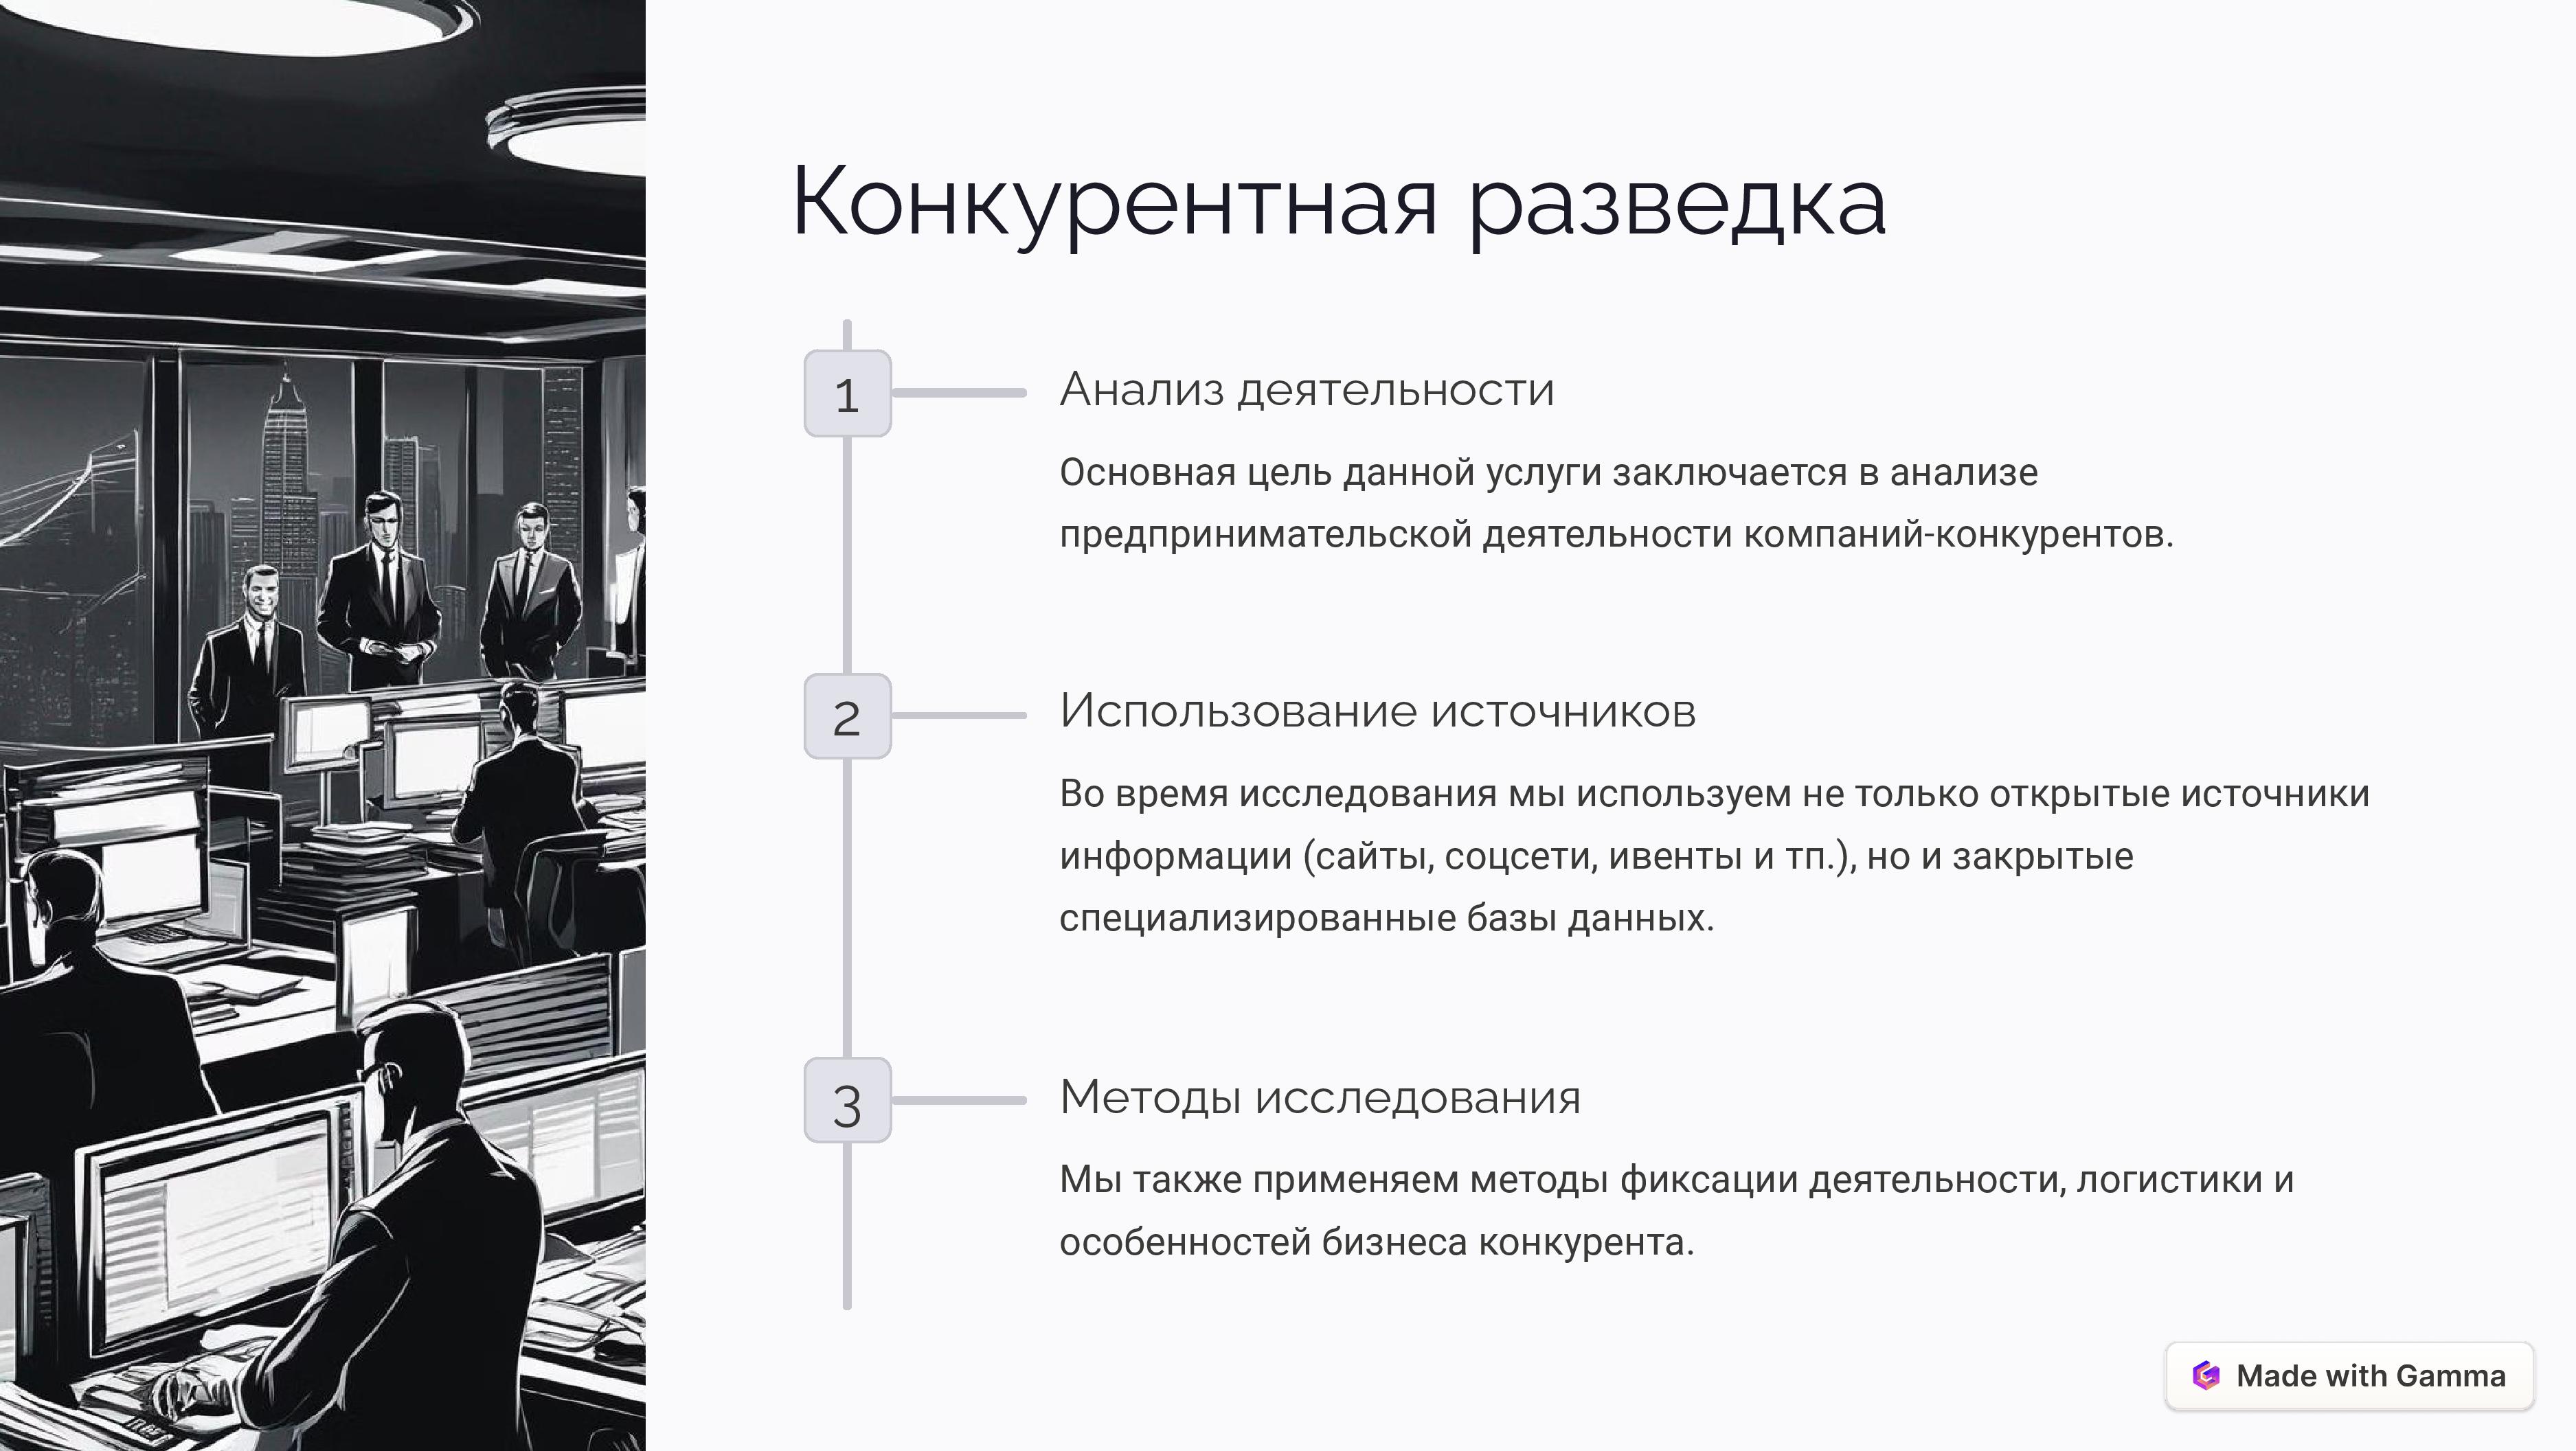 Конкурентная разведка
1
Анализ деятельности
Основная цель данной услуги заключается в анализе
предпринимательской деятельности компаний-конкурентов.
2
Использование источников
Во время исследования мы используем не только открытые источники
информации (сайты, соцсети, ивенты и тп.), но и закрытые
специализированные базы данных.
3
Методы исследования
Мы также применяем методы фиксации деятельности, логистики и
особенностей бизнеса конкурента.
Made with Gamma